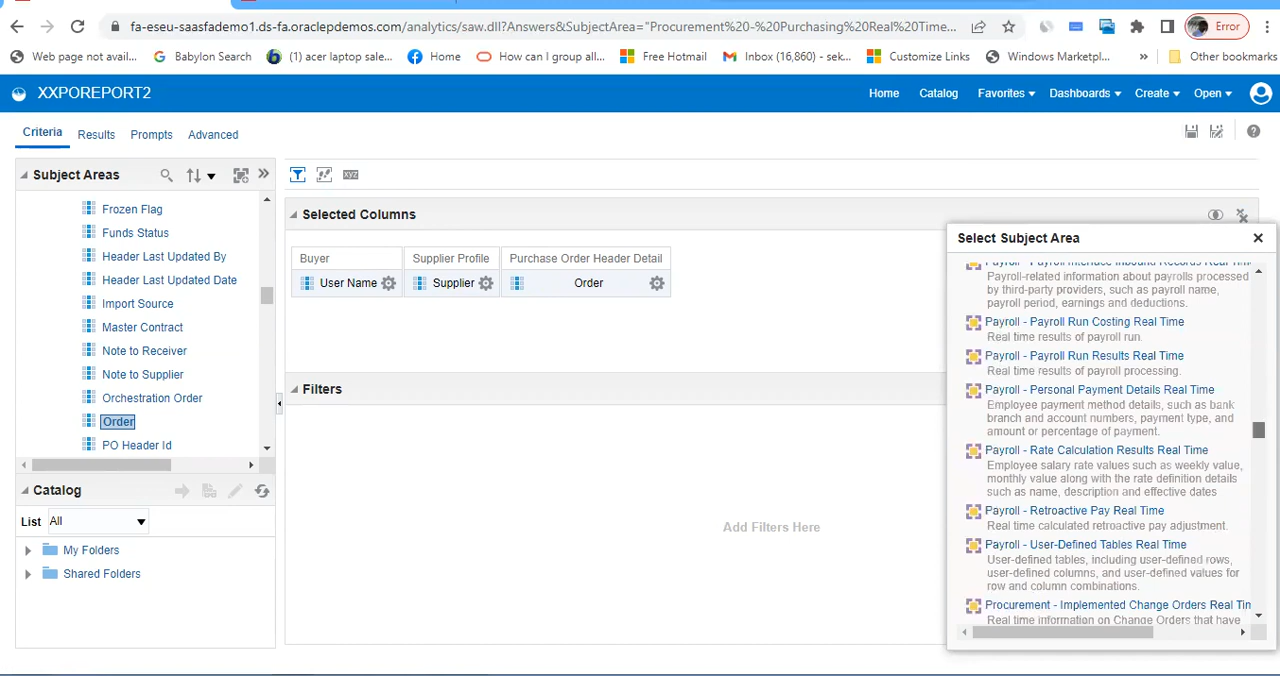 fa-eseu-saasfademo1.ds-fa.oraclepdemos.com/analytics/saw.dll?Answers&SubjectArea="Procurement%20-%20Purchasing%20Real%20Time...
Error
Web page not avail...
Babylon Search
(1) acer laptop sale...
Home
How can I group all...
Free Hotmail
Inbox (16,860) - sek...
Customize Links
Windows Marketpl...
»
Other bookmarks
XXPOREPORT2
Home
Catalog
Favorites
Dashboards
Create
Open
Criteria
Results
Prompts
Advanced
Subject Areas
Frozen Flag
Funds Status
Header Last Updated By
Header Last Updated Date
Import Source
Master Contract
Note to Receiver
Note to Supplier
Orchestration Order
Order
PO Header Id
Catalog
List All
My Folders
Shared Folders
xyz
Selected Columns
Buyer
Supplier Profile
Purchase Order Header Detail
User Name
Supplier
Order
Filters
Add Filters Here
Select Subject Area
Payroll - Payroll Interface Inbound Records Real Time
Payroll-related information about payrolls processed
by third-party providers, such as payroll name,
payroll period, earnings and deductions.
Payroll - Payroll Run Costing Real Time
Real time results of payroll run.
Payroll - Payroll Run Results Real Time
Real time results of payroll processing.
Payroll - Personal Payment Details Real Time
Employee payment method details, such as bank
branch and account numbers, payment type, and
amount or percentage of payment.
Payroll - Rate Calculation Results Real Time
Employee salary rate values such as weekly value,
monthly value along with the rate definition details
such as name, description and effective dates
Payroll - Retroactive Pay Real Time
Real time calculated retroactive pay adjustment.
Payroll - User-Defined Tables Real Time
User-defined tables, including user-defined rows,
user-defined columns, and user-defined values for
row and column combinations.
Procurement - Implemented Change Orders Real Tim
Real time information on Change Orders that have